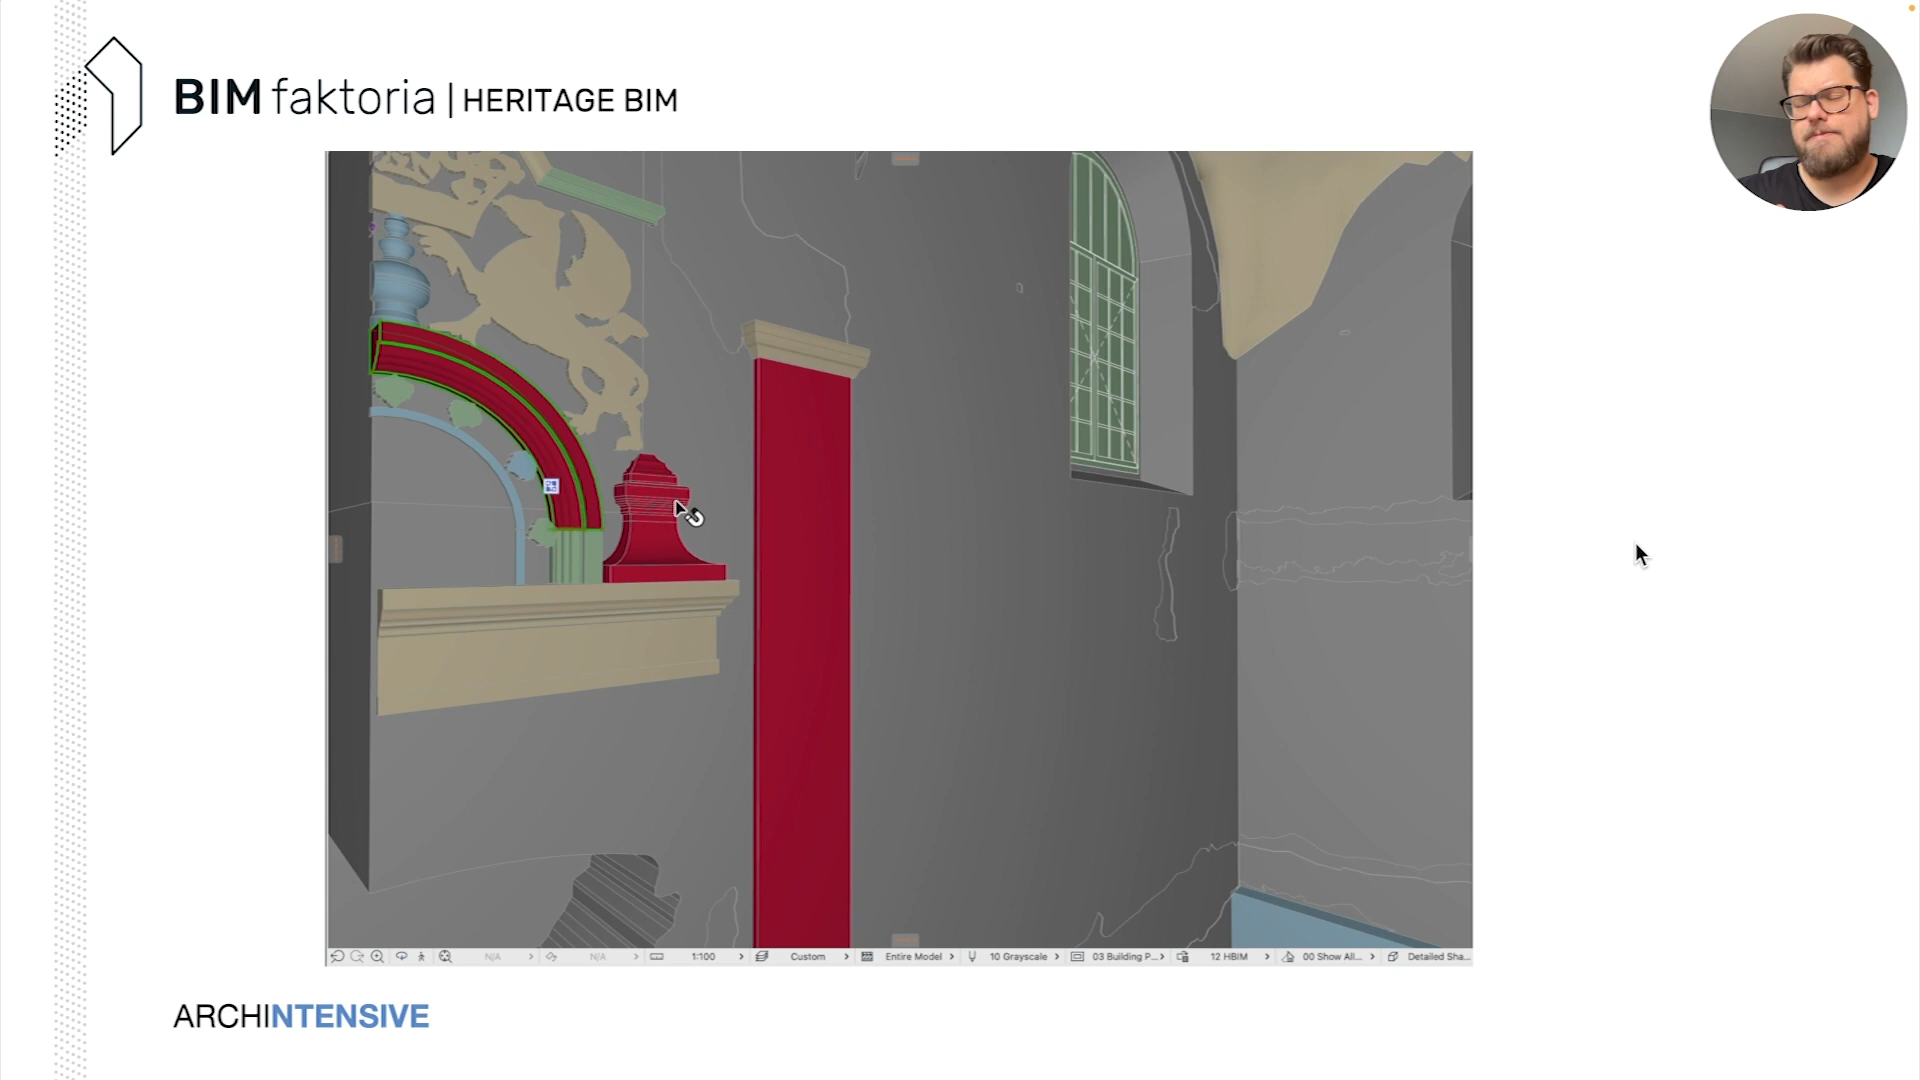 BIM faktoria | HERITAGE BIM
N/A N/A 1:100 Custom Entire Model 10 Grayscale 03 Building P... 12 HBIM 00 Show All... Detailed Sha...
ARCHINTENSIVE